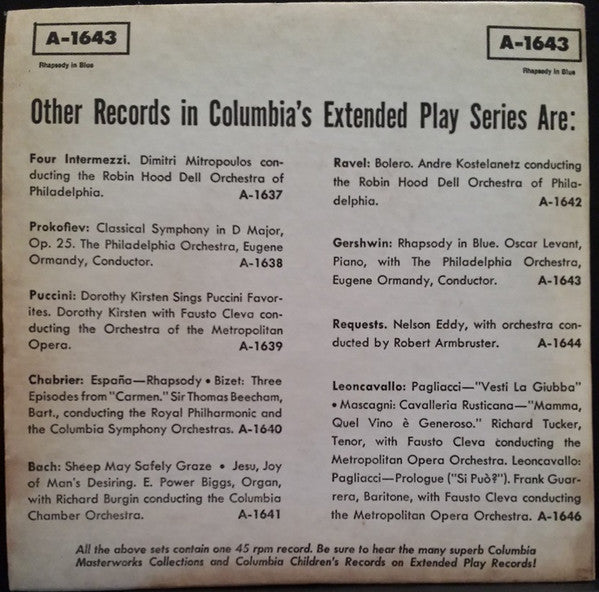 A-1643
Rhapsody in Blue
A-1643
Rhapsody in Blue
Other Records in Columbia's Extended Play Series Are:
Four Intermezzi. Dimitri Mitropoulos con-
ducting the Robin Hood Dell Orchestra of
Philadelphia. A-1637
Prokofiev: Classical Symphony in D Major,
Op. 25. The Philadelphia Orchestra, Eugene
Ormandy, Conductor. A-1638
Puccini: Dorothy Kirsten Sings Puccini Favor-
ites. Dorothy Kirsten with Fausto Cleva con-
ducting the Orchestra of the Metropolitan
Opera. A-1639
Chabrier: España—Rhapsody • Bizet: Three
Episodes from "Carmen." Sir Thomas Beecham,
Bart., conducting the Royal Philharmonic and
the Columbia Symphony Orchestras. A-1640
Bach: Sheep May Safely Graze • Jesu, Joy
of Man's Desiring. E. Power Biggs, Organ,
with Richard Burgin conducting the Columbia
Chamber Orchestra. A-1641
Ravel: Bolero. Andre Kostelanetz conducting
the Robin Hood Dell Orchestra of Phila-
delphia. A-1642
Gershwin: Rhapsody in Blue. Oscar Levant,
Piano, with The Philadelphia Orchestra,
Eugene Ormandy, Conductor. A-1643
Requests. Nelson Eddy, with orchestra con-
ducted by Robert Armbruster. A-1644
Leoncavallo: Pagliacci—"Vesti La Giubba"
• Mascagni: Cavalleria Rusticana—"Mamma,
Quel Vino è Generoso." Richard Tucker,
Tenor, with Fausto Cleva conducting the
Metropolitan Opera Orchestra. Leoncavallo:
Pagliacci—Prologue ("Si Può?"). Frank Guar-
rera, Baritone, with Fausto Cleva conducting
the Metropolitan Opera Orchestra. A-1646
All the above sets contain one 45 rpm record. Be sure to hear the many superb Columbia
Masterworks Collections and Columbia Children's Records on Extended Play Records!